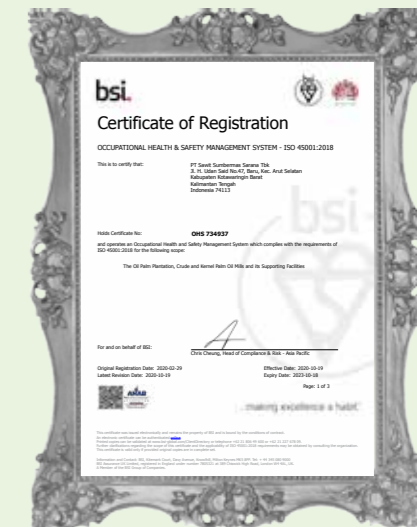 bsi.
Certificate of Registration
OCCUPATIONAL HEALTH & SAFETY MANAGEMENT SYSTEM - ISO 45001:2018
This is to certify that:
PT Sawit Sumbermas Sarana Tbk
Jl. H. Udan Said No.47, Baru, Kec. Arut Selatan
Kabupaten Kotawaringin Barat
Kalimantan Tengah
Indonesia 74113
Holds Certificate No:
OHS 734937
and operates an Occupational Health and Safety Management System which complies with the requirements of
ISO 45001:2018 for the following scope:
The Oil Palm Plantation, Crude and Kernel Palm Oil Mills and its Supporting Facilities
For and on behalf of BSI:
Chris Cheung, Head of Compliance & Risk - Asia Pacific
Original Registration Date: 2020-02-29
Effective Date: 2020-10-19
Latest Revision Date: 2020-10-19
Expiry Date: 2023-10-18
Page: 1 of 3
ANAB
...making excellence a habit.